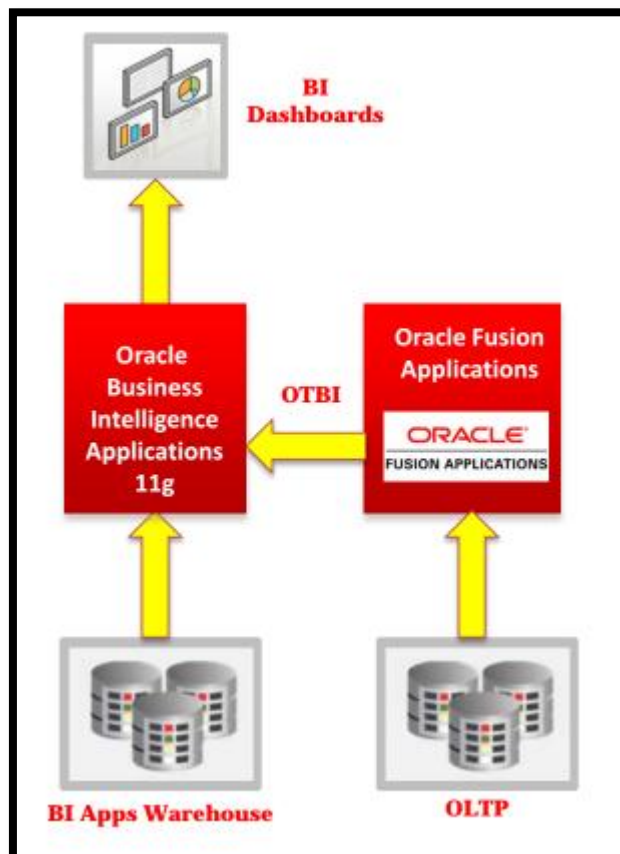 BI
Dashboards
Oracle
Business
Intelligence
Applications
11g
OTBI
Oracle Fusion
Applications
ORACLE®
FUSION APPLICATIONS
BI Apps Warehouse
OLTP